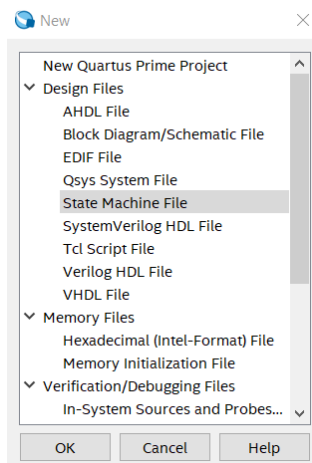 New
New Quartus Prime Project
Design Files
AHDL File
Block Diagram/Schematic File
EDIF File
Qsys System File
State Machine File
SystemVerilog HDL File
Tcl Script File
Verilog HDL File
VHDL File
Memory Files
Hexadecimal (Intel-Format) File
Memory Initialization File
Verification/Debugging Files
In-System Sources and Probes...
OK Cancel Help